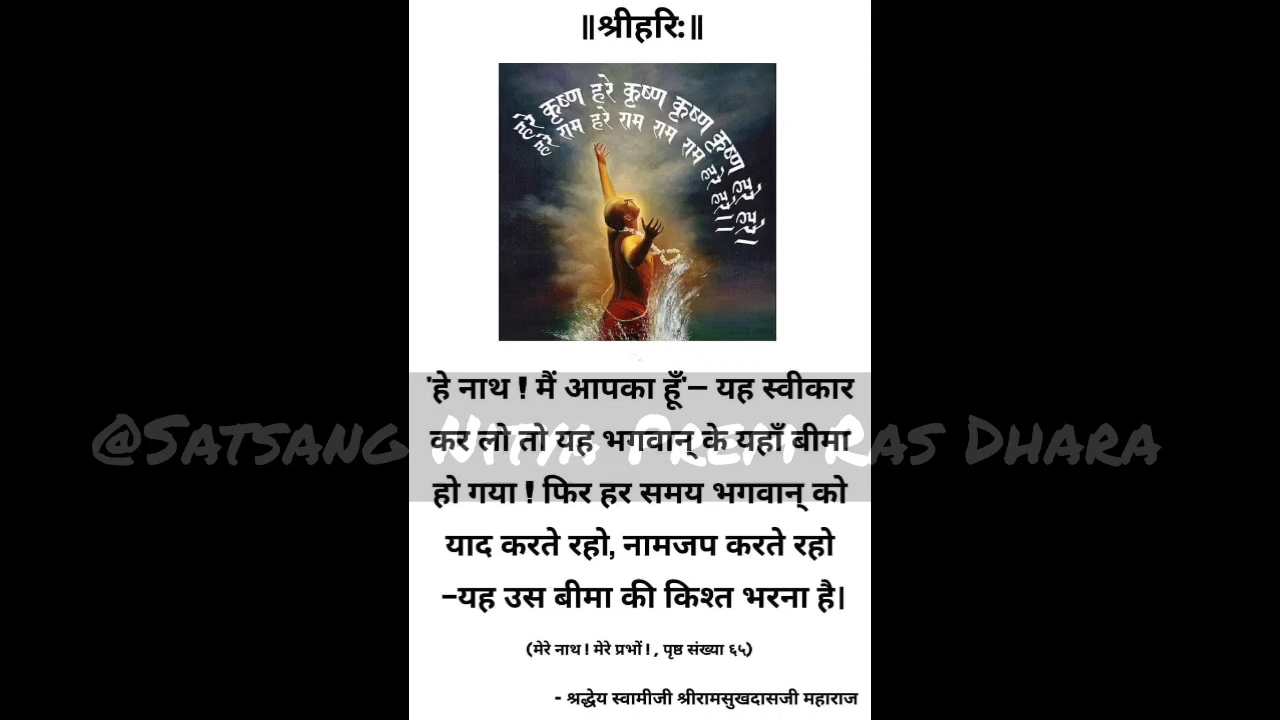 ॥श्रीहरि:॥
हरे कृष्ण हरे कृष्ण कृष्ण कृष्ण हरे हरे।
हरे राम हरे राम राम राम हरे हरे।।
'हे नाथ ! मैं आपका हूँ'– यह स्वीकार
कर लो तो यह भगवान् के यहाँ बीमा
@Satsang Nitya Prem Ras Dhara
हो गया ! फिर हर समय भगवान् को
याद करते रहो, नामजप करते रहो
–यह उस बीमा की किश्त भरना है।
(मेरे नाथ ! मेरे प्रभों ! , पृष्ठ संख्या ६५)
- श्रद्धेय स्वामीजी श्रीरामसुखदासजी महाराज